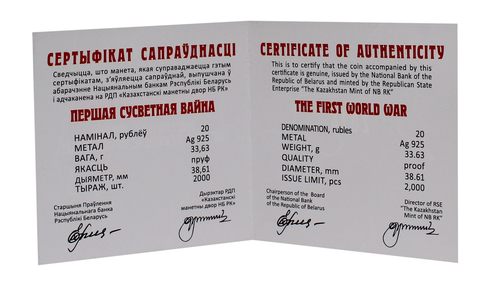 СЕРТЫФІКАТ САПРАЎДНАСЦІ
Сведчыцца, што манета, якая суправаджаецца гэтым
сертыфікатам, з'яўляецца сапраўднай, выпушчана ў
абарачэнне Нацыянальным банкам Рэспублікі Беларусь
і адчаканена на РДП «Казахстанскі манетны двор НБ РК»
ПЕРШАЯ СУСВЕТНАЯ ВАЙНА
НАМІНАЛ, рублёў 20
МЕТАЛ Ag 925
ВАГА, г 33,63
ЯКАСЦЬ пруф
ДЫЯМЕТР, мм 38,61
ТЫРАЖ, шт. 2000
Старшыня Праўлення
Нацыянальнага банка
Рэспублікі Беларусь
Дырэктар РДП
«Казахстанскі
манетны двор НБ РК»
CERTIFICATE OF AUTHENTICITY
This is to certify that the coin accompanied by this
certificate is genuine, issued by the National Bank of the
Republic of Belarus and minted by the Republican State
Enterprise "The Kazakhstan Mint of NB RK"
THE FIRST WORLD WAR
DENOMINATION, rubles 20
METAL Ag 925
WEIGHT, g 33.63
QUALITY proof
DIAMETER, mm 38.61
ISSUE LIMIT, pcs 2,000
Chairperson of the Board
of the National Bank
of the Republic of Belarus
Director of RSE
"The Kazakhstan
Mint of NB RK"